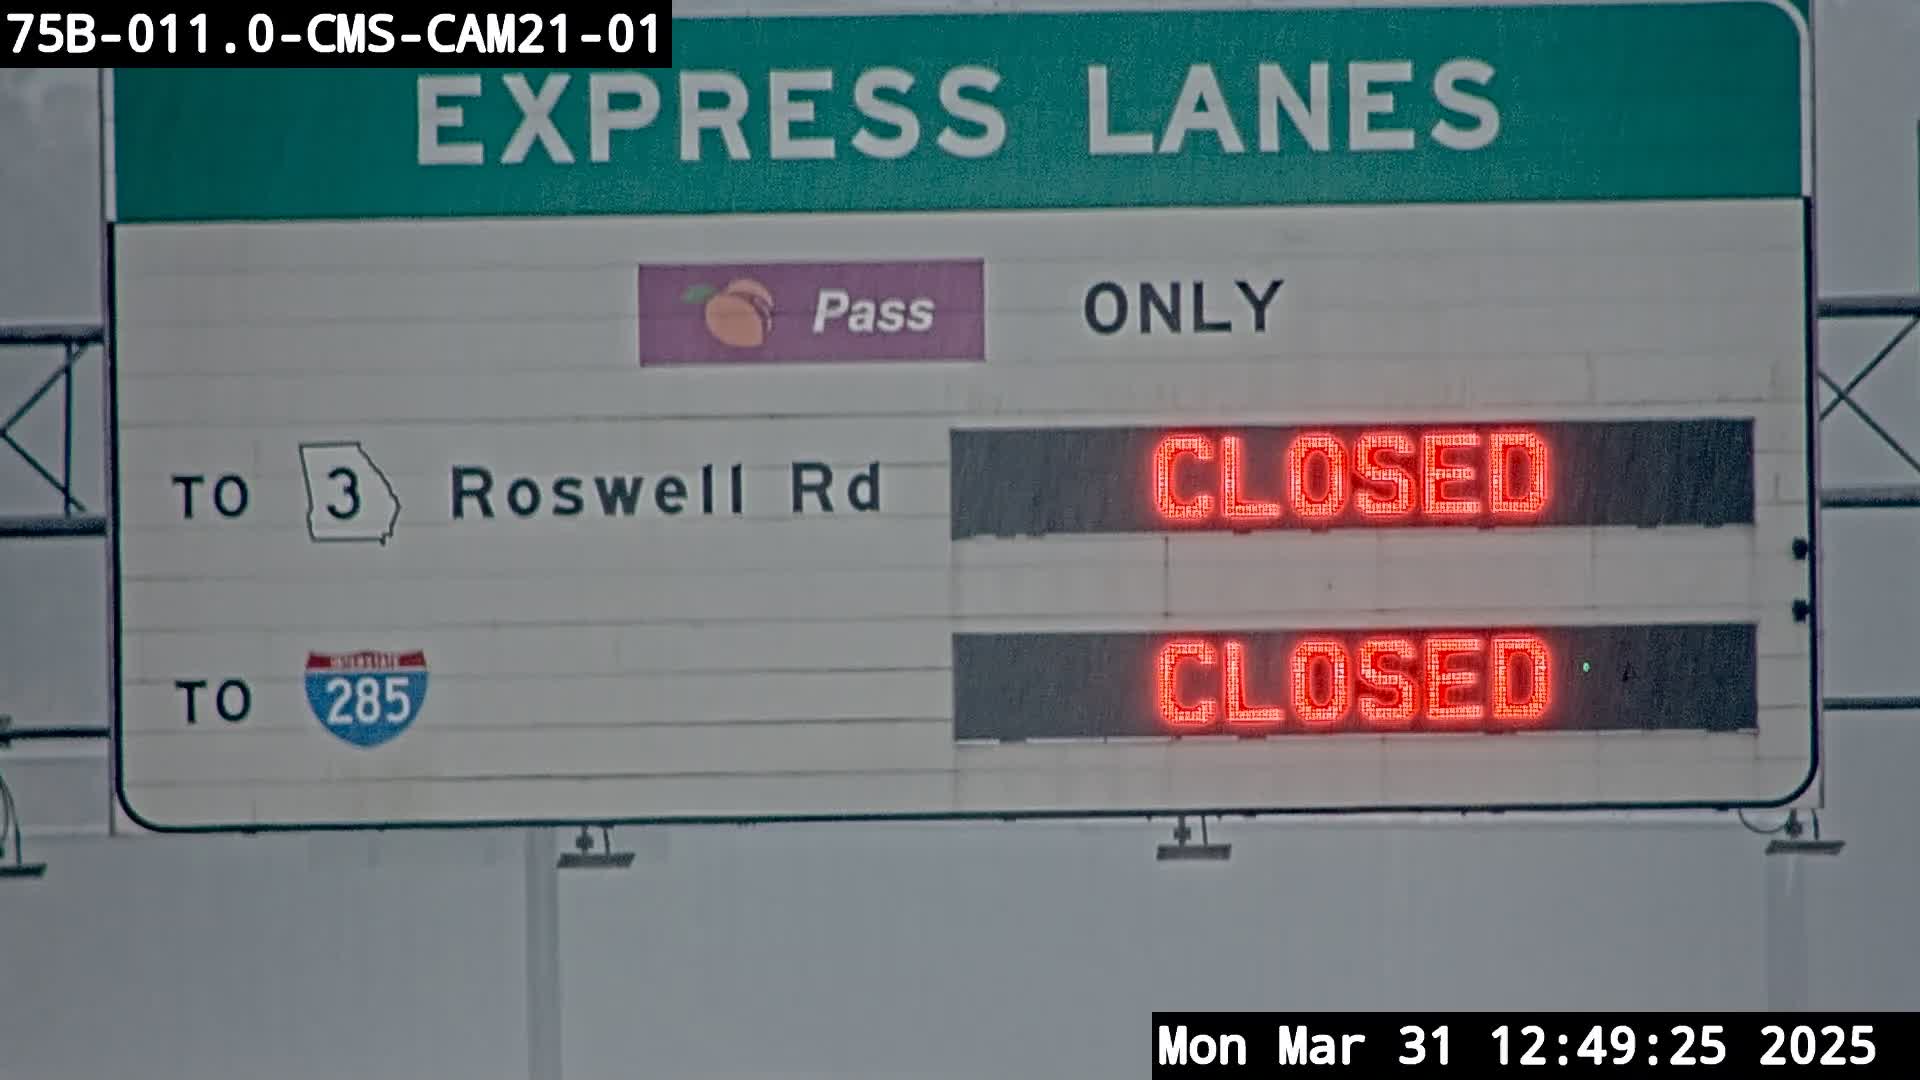 75B-011.0-CMS-CAM21-01
EXPRESS LANES
Pass ONLY
TO 3 Roswell Rd CLOSED
TO 285 CLOSED
Mon Mar 31 12:49:25 2025